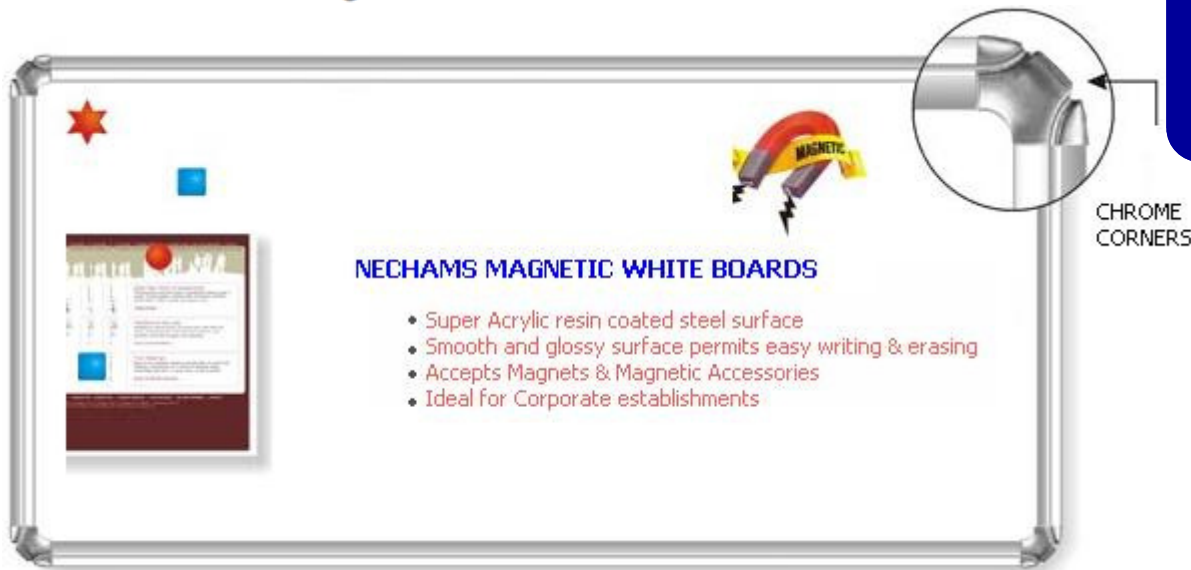 MAGNETIC
CHROME
CORNERS
NECHAMS MAGNETIC WHITE BOARDS
• Super Acrylic resin coated steel surface
• Smooth and glossy surface permits easy writing & erasing
• Accepts Magnets & Magnetic Accessories
• Ideal for Corporate establishments